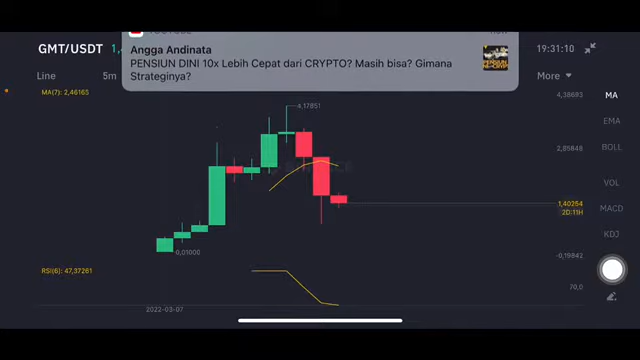 GMT/USDT
19:31:10
Angga Andinata
PENSIUN DINI 10x Lebih Cepat dari CRYPTO? Masih bisa? Gimana
Strateginya?
Line
5m
More
MA(7): 2,46165
4,38693
MA
EMA
4,17851
BOLL
2,85848
VOL
1,40254
2D:11H
MACD
KDJ
0,01000
-0,19842
RSI(6): 47,37261
70,0
2022-03-07